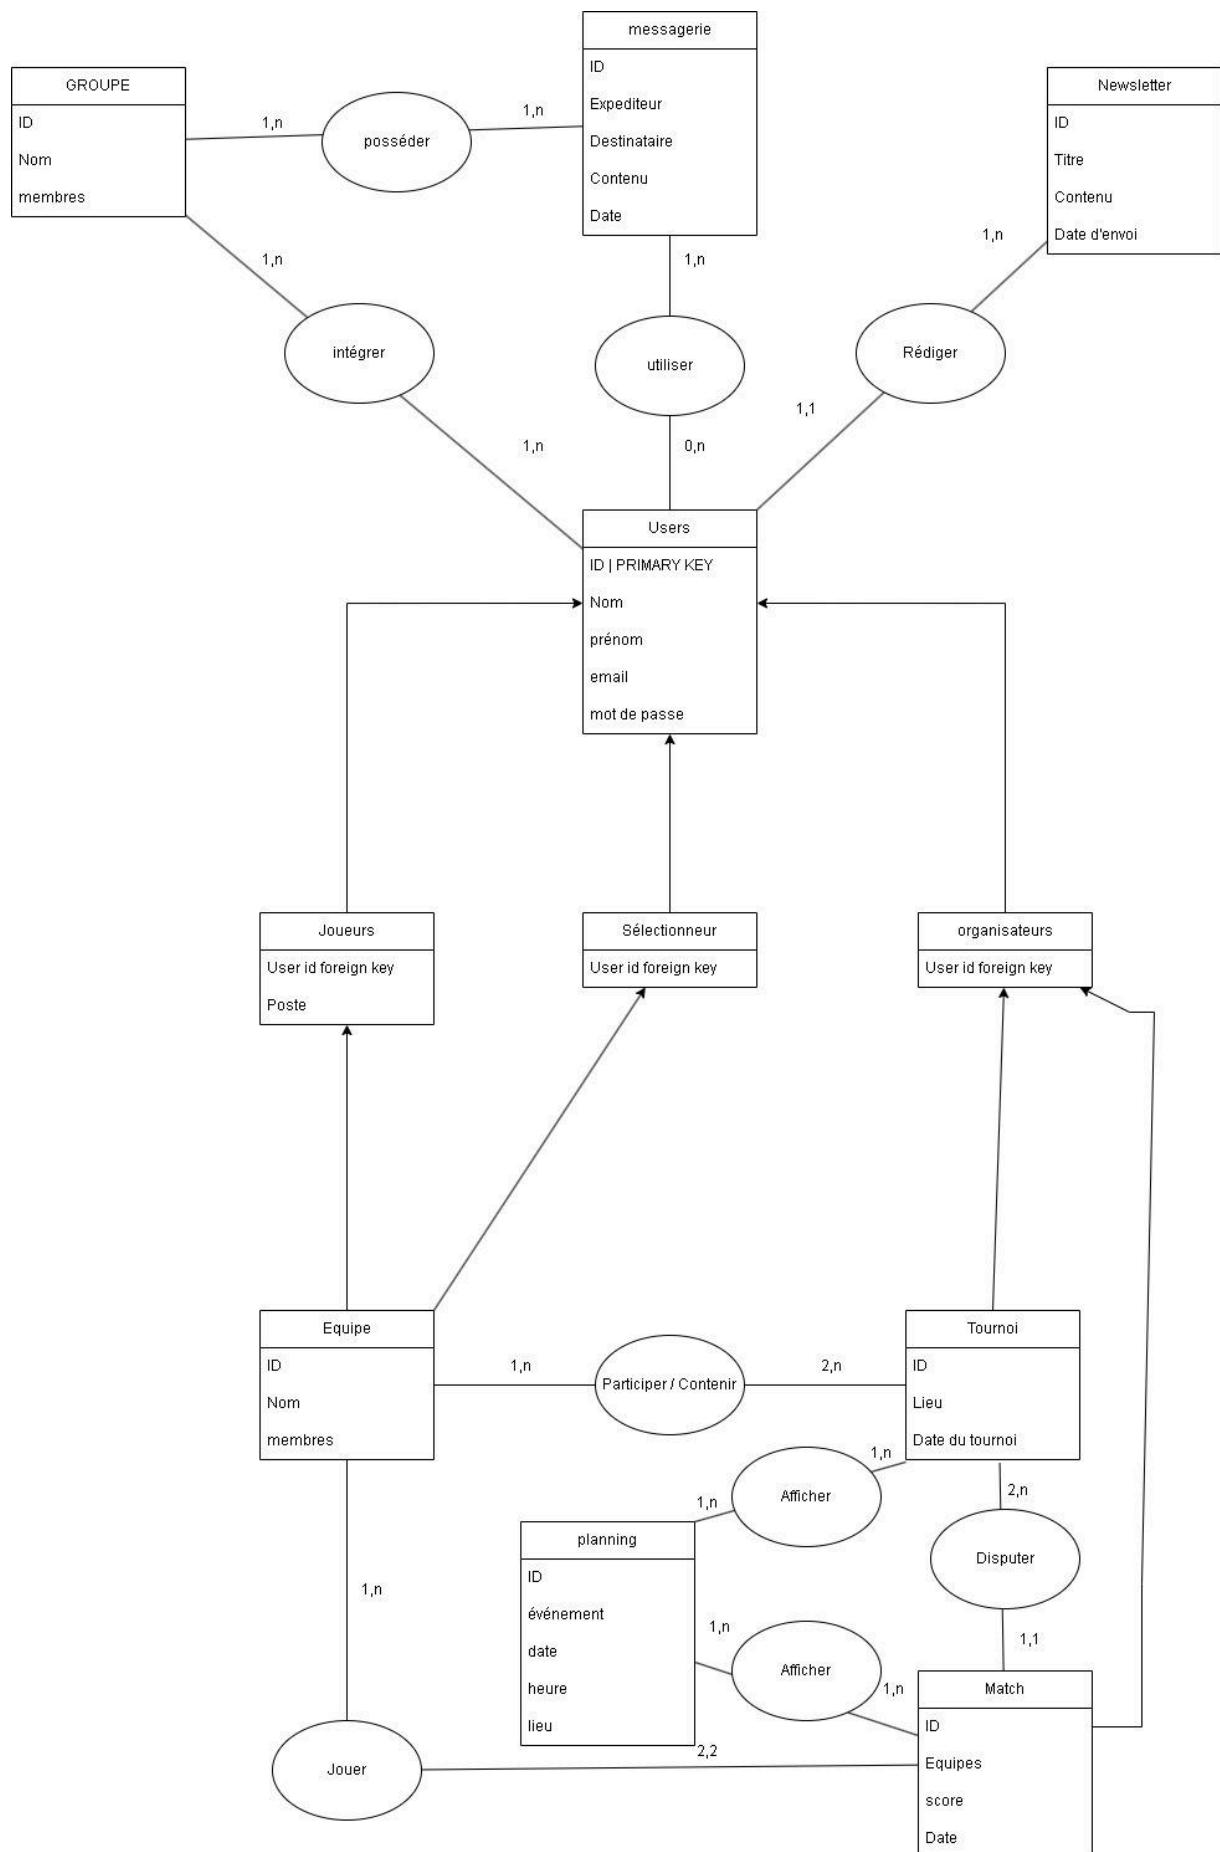 messagerie
ID
Expediteur
Destinataire
Contenu
Date
GROUPE
ID
Nom
membres
1,n
posséder
1,n
Newsletter
ID
Titre
Contenu
Date d'envoi
1,n
1,n
1,n
intégrer
utiliser
Rédiger
1,n
0,n
1,1
Users
ID | PRIMARY KEY
Nom
prénom
email
mot de passe
Joueurs
User id foreign key
Poste
Sélectionneur
User id foreign key
organisateurs
User id foreign key
Equipe
ID
Nom
membres
1,n
Participer / Contenir
2,n
Tournoi
ID
Lieu
Date du tournoi
1,n
Afficher
1,n
2,n
Disputer
1,1
planning
ID
événement
date
heure
lieu
1,n
Afficher
1,n
1,n
Jouer
2,2
Match
ID
Equipes
score
Date